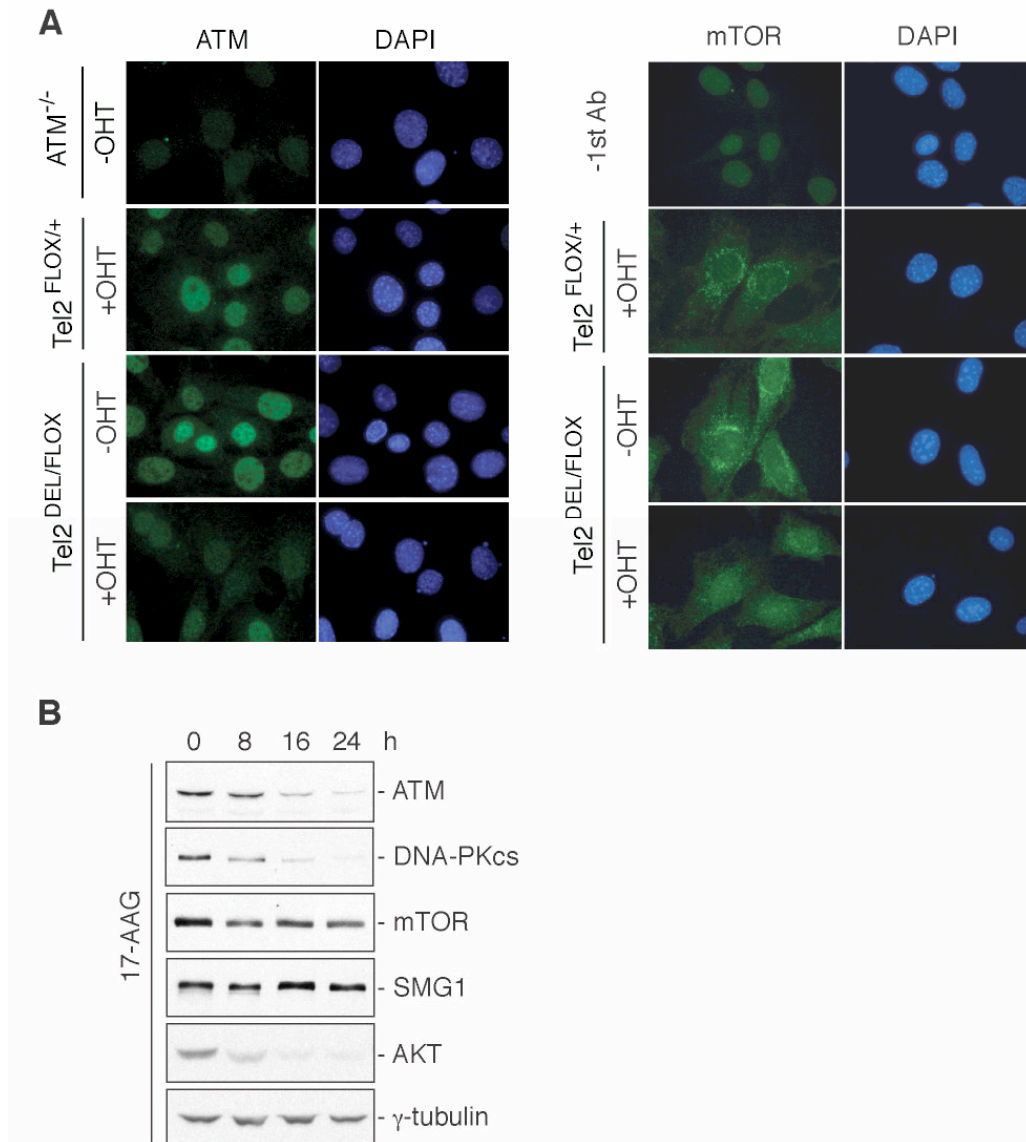 A
ATM DAPI
mTOR DAPI
ATM-/-
-OHT
Tel2 FLOX/+
+OHT
Tel2 DEL/FLOX
-OHT
+OHT
-1st Ab
Tel2 FLOX/+
+OHT
Tel2 DEL/FLOX
-OHT
+OHT
B
0 8 16 24 h
17-AAG
- ATM
- DNA-PKcs
- mTOR
- SMG1
- AKT
- γ-tubulin